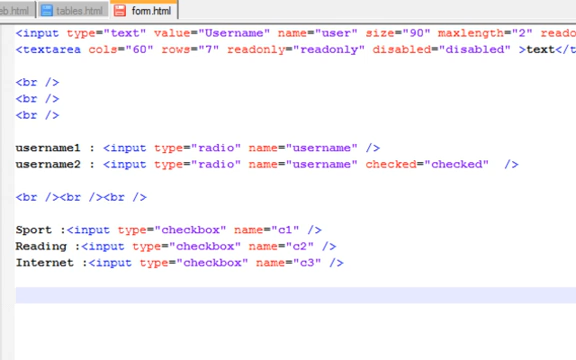 eb.html tables.html form.html
<input type="text" value="Username" name="user" size="90" maxlength="2" reado
<textarea cols="60" rows="7" readonly="readonly" disabled="disabled" >text</t
<br />
<br />
<br />
username1 : <input type="radio" name="username" />
username2 : <input type="radio" name="username" checked="checked"  />
<br /><br /><br />
Sport :<input type="checkbox" name="c1" />
Reading :<input type="checkbox" name="c2" />
Internet :<input type="checkbox" name="c3" />